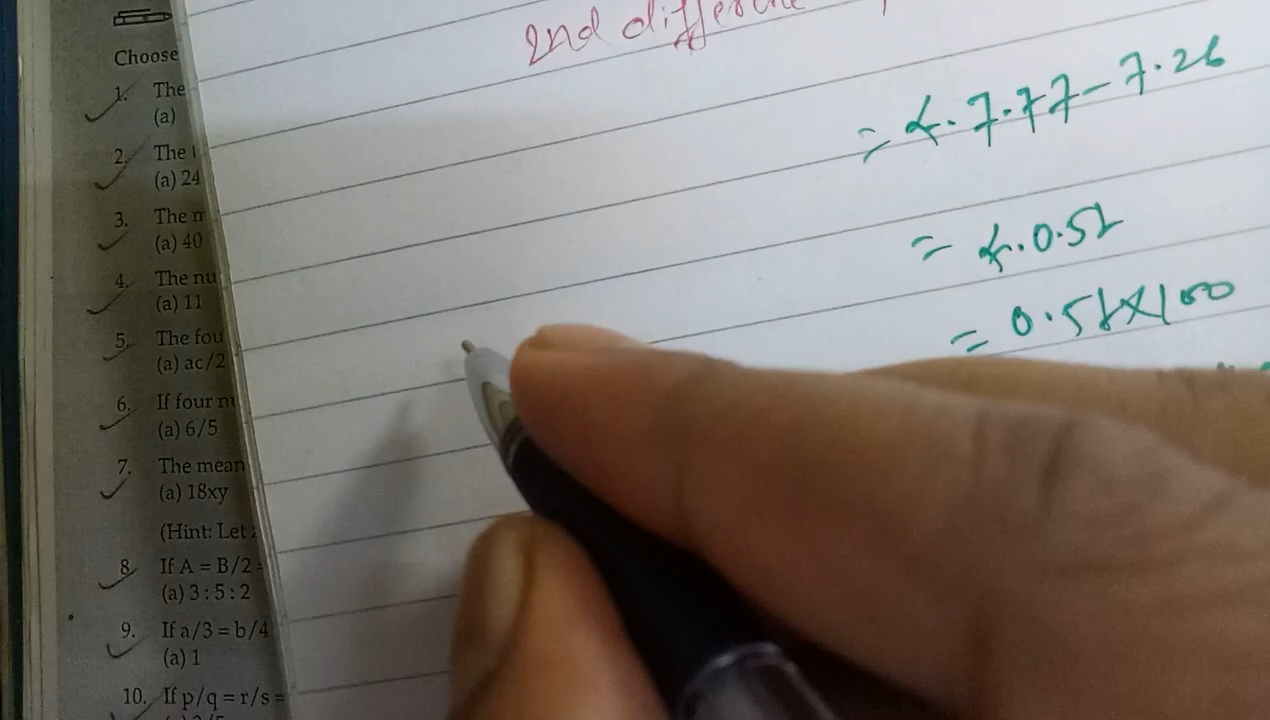 Choose
1. The
(a)
2. The
(a) 24
3. The m
(a) 40
4. The nu
(a) 11
5. The fou
(a) ac/2
6. If four
(a) 6/5
7. The mean
(a) 18xy
(Hint: Let
8. If A = B/2 =
(a) 3 : 5 : 2
9. If a/3 = b/4
(a) 1
10. If p/q = r/s =
2nd
= ₹. 7.77 - 7.26
= ₹. 0.51
= 0.51 × 100